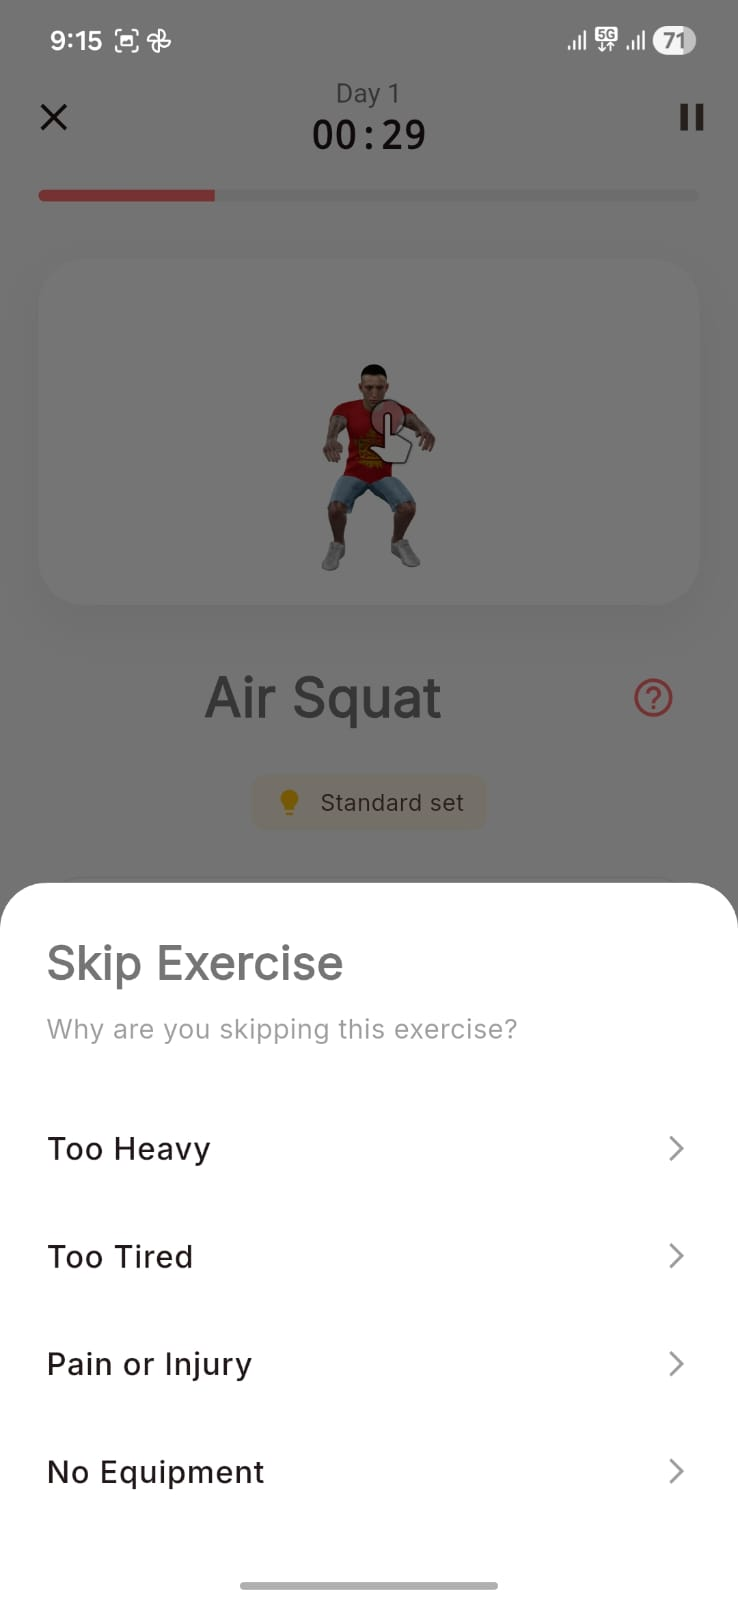 9:15
5G
71
Day 1
00:29
Air Squat
?
Standard set
Skip Exercise
Why are you skipping this exercise?
Too Heavy
Too Tired
Pain or Injury
No Equipment